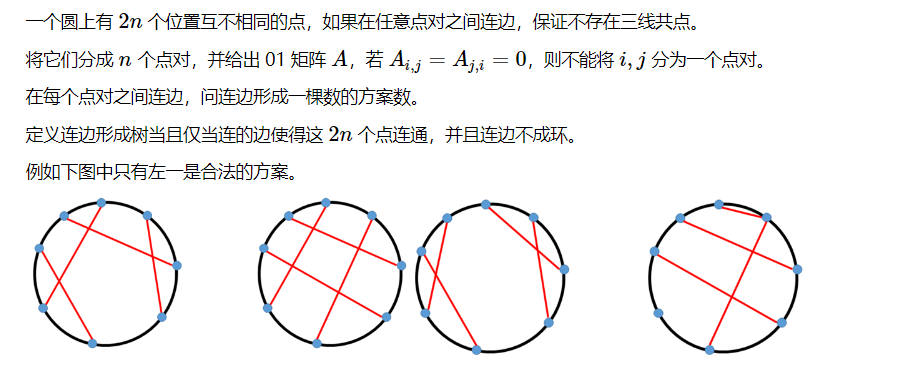 一个圆上有 2n 个位置互不相同的点，如果在任意点对之间连边，保证不存在三线共点。
将它们分成 n 个点对，并给出 01 矩阵 A，若 A_{i,j} = A_{j,i} = 0，则不能将 i, j 分为一个点对。
在每个点对之间连边，问连边形成一棵数的方案数。
定义连边形成树当且仅当连的边使得这 2n 个点连通，并且连边不成环。
例如下图中只有左一是合法的方案。